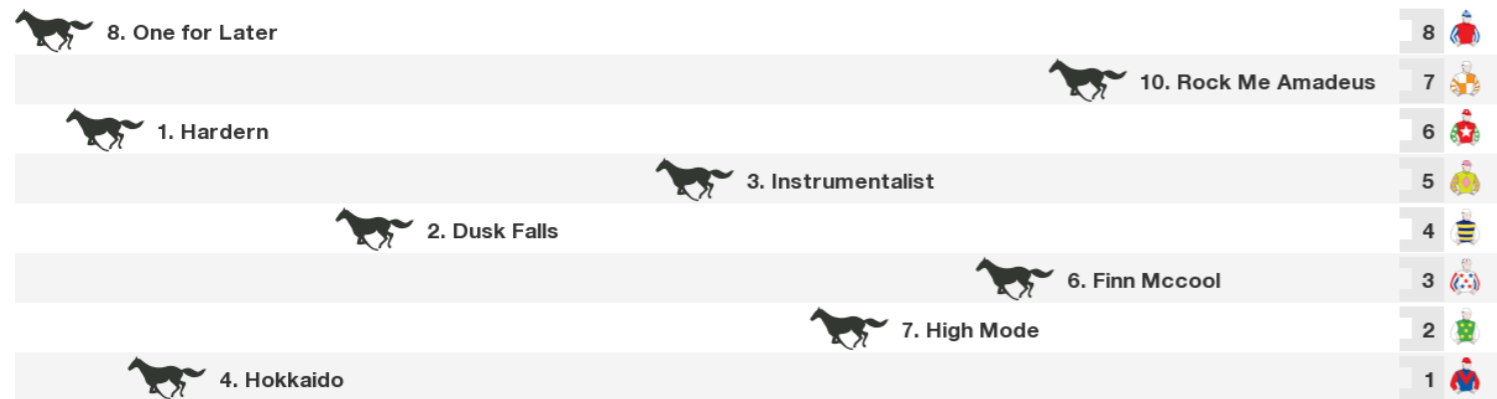 8. One for Later 8
10. Rock Me Amadeus 7
1. Hardern 6
3. Instrumentalist 5
2. Dusk Falls 4
6. Finn Mccool 3
7. High Mode 2
4. Hokkaido 1